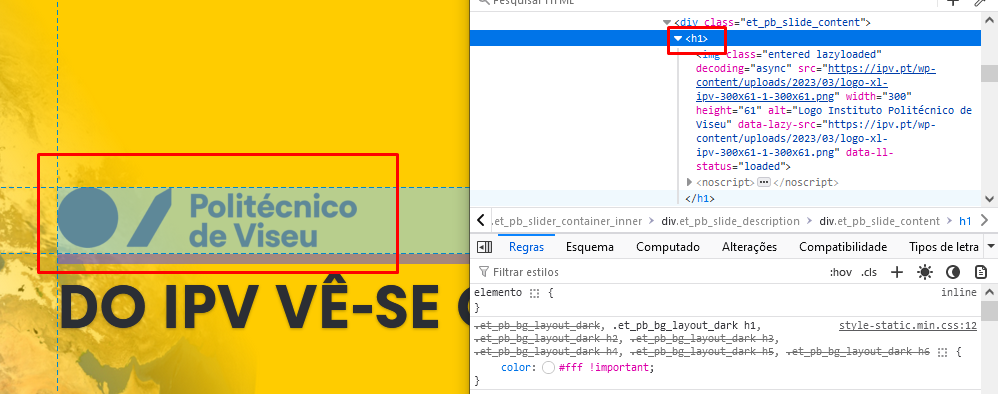 Politécnico
de Viseu
DO IPV VÊ-SE
Pesquisar HTML
<div class="et_pb_slide_content">
<h1>
<img class="entered lazyloaded"
decoding="async" src="https://ipv.pt/wp-
content/uploads/2023/03/logo-xl-
ipv-300x61-1-300x61.png" width="300"
height="61" alt="Logo Instituto Politécnico de
Viseu" data-lazy-src="https://ipv.pt/wp-
content/uploads/2023/03/logo-xl-
ipv-300x61-1-300x61.png" data-ll-
status="loaded">
<noscript> ••• </noscript>
</h1>
.et_pb_slider_container_inner > div.et_pb_slide_description > div.et_pb_slide_content > h1
Regras Esquema Computado Alterações Compatibilidade Tipos de letra
Filtrar estilos :hov .cls +
elemento { inline
}
.et_pb_bg_layout_dark, .et_pb_bg_layout_dark h1, style-static.min.css:12
.et_pb_bg_layout_dark h2, .et_pb_bg_layout_dark h3,
.et_pb_bg_layout_dark h4, .et_pb_bg_layout_dark h5, .et_pb_bg_layout_dark h6 {
color: #fff !important;
}